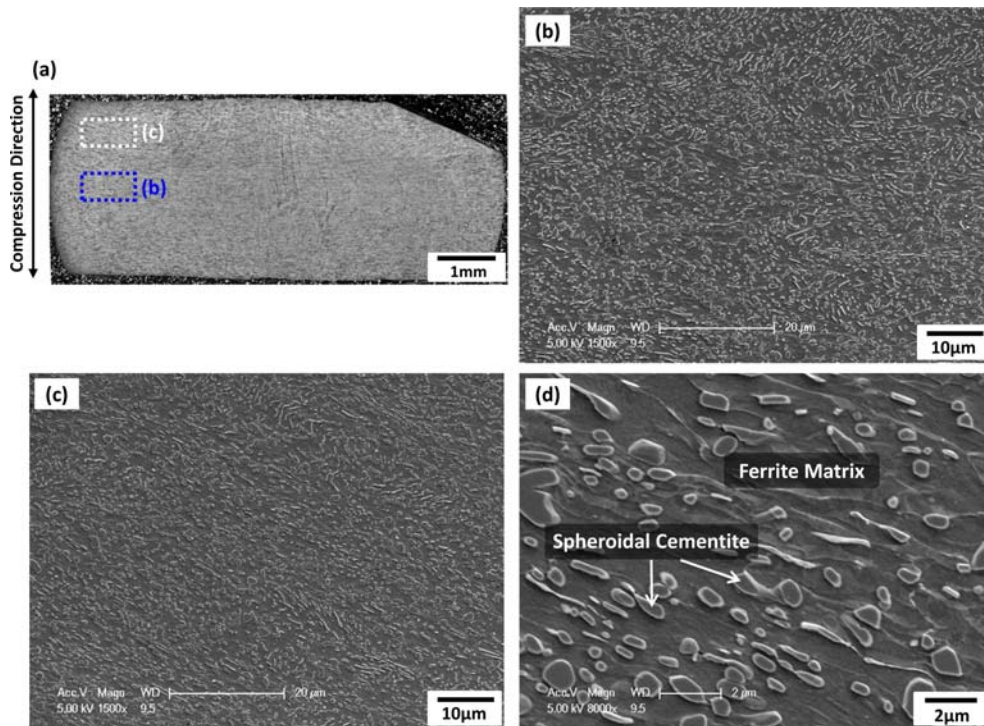 (a)
Compression Direction
(c)
(b)
1mm
(b)
Acc.V Magn WD 20 µm
5.00 kV 1500x 9.5
10µm
(c)
Acc.V Magn WD 20 µm
5.00 kV 1500x 9.5
10µm
(d)
Ferrite Matrix
Spheroidal Cementite
Acc.V Magn WD 2 µm
5.00 kV 8000x 9.5
2µm